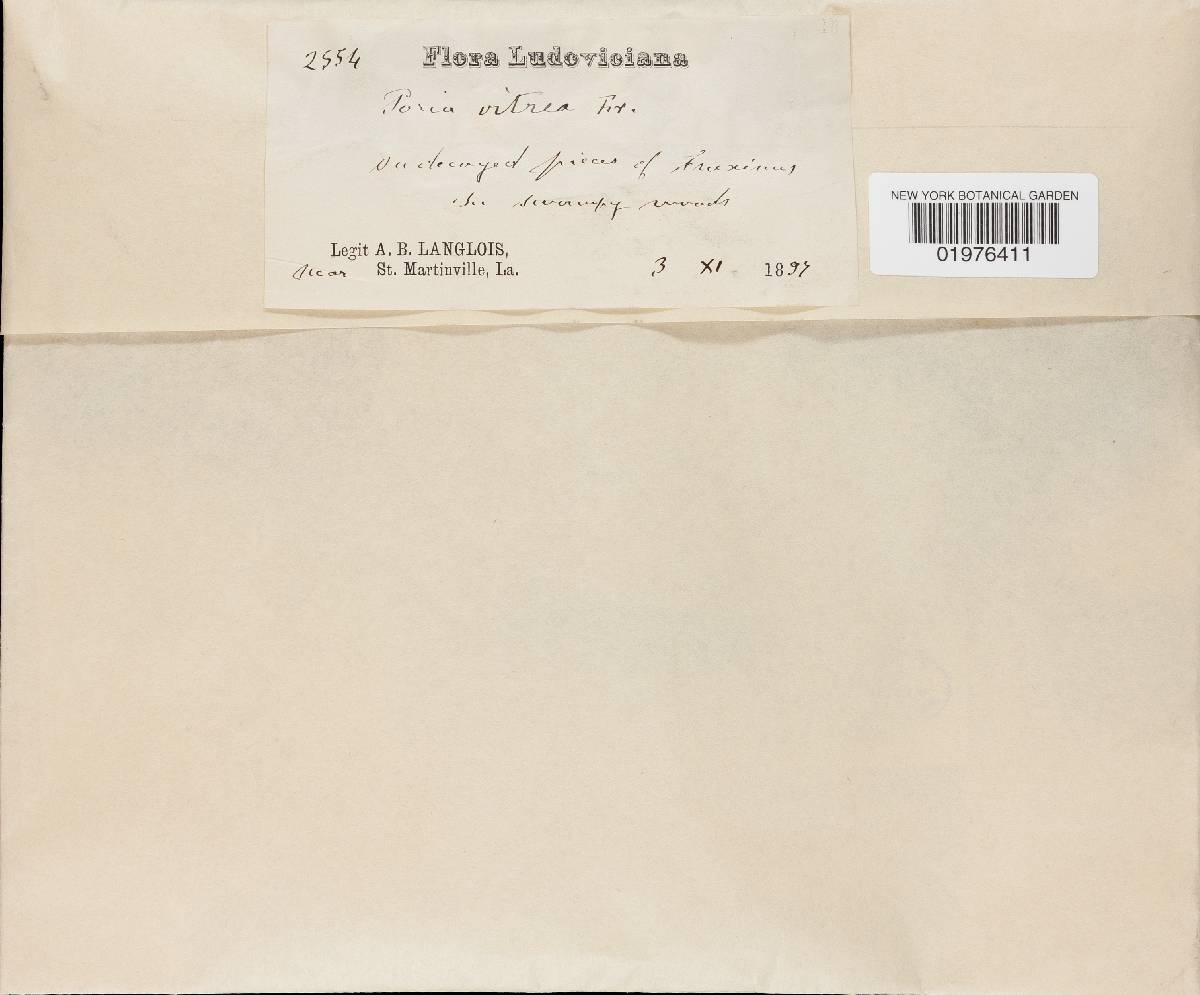 2554 Flora Ludoviciana
Poria vitrea Fr.
On decayed pieces of Fraxinus
In swampy woods
Legit A. B. LANGLOIS,
Near St. Martinville, La. 3 XI. 1897
NEW YORK BOTANICAL GARDEN
01976411